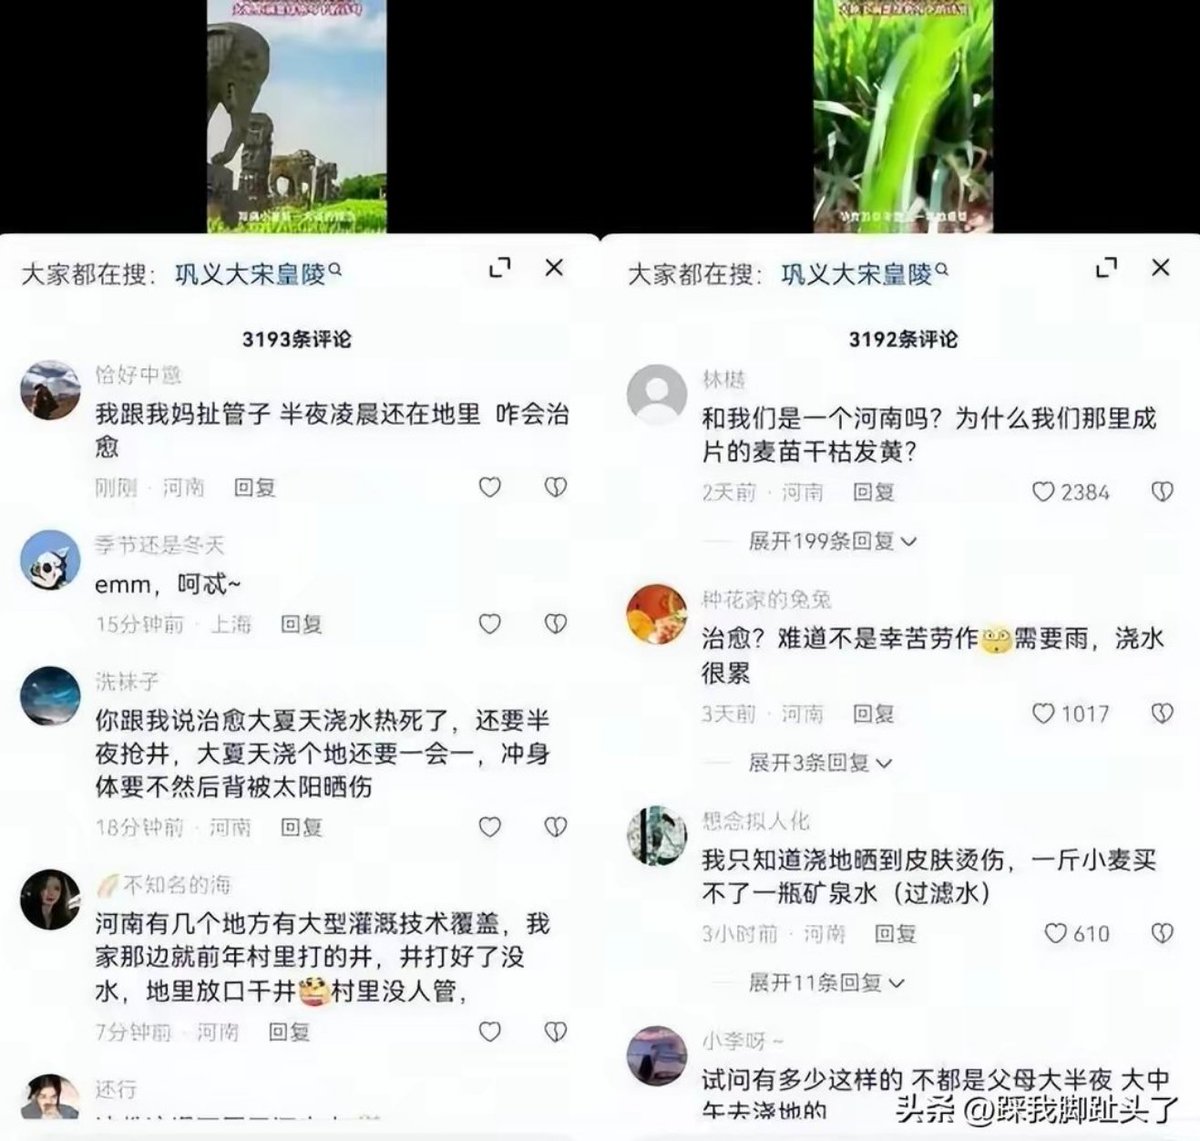 大家都在搜：巩义大宋皇陵
3193条评论
恰好中意
我跟我妈扯管子 半夜凌晨还在地里 咋会治
愈
刚刚 · 河南 回复
季节还是冬天
emm，呵忒~
15分钟前 · 上海 回复
洗袜子
你跟我说治愈大夏天浇水热死了，还要半
夜抢井，大夏天浇个地还要一会一，冲身
体要不然后背被太阳晒伤
18分钟前 · 河南 回复
不知名的海
河南有几个地方有大型灌溉技术覆盖，我
家那边就前年村里打的井，井打好了没
水，地里放口干井村里没人管，
7分钟前 · 河南 回复
还行
大家都在搜：巩义大宋皇陵
3192条评论
和我们是一个河南吗？为什么我们那里成
片的麦苗干枯发黄？
2天前 · 河南 回复 2384
展开199条回复
种花家的兔兔
治愈？难道不是幸苦劳作需要雨，浇水
很累
3天前 · 河南 回复 1017
展开3条回复
想念拟人化
我只知道浇地晒到皮肤烫伤，一斤小麦买
不了一瓶矿泉水（过滤水）
3小时前 · 河南 回复 610
展开11条回复
小李呀~
试问有多少这样的 不都是父母大半夜 大中
午去浇地的
头条 @踩我脚趾头了